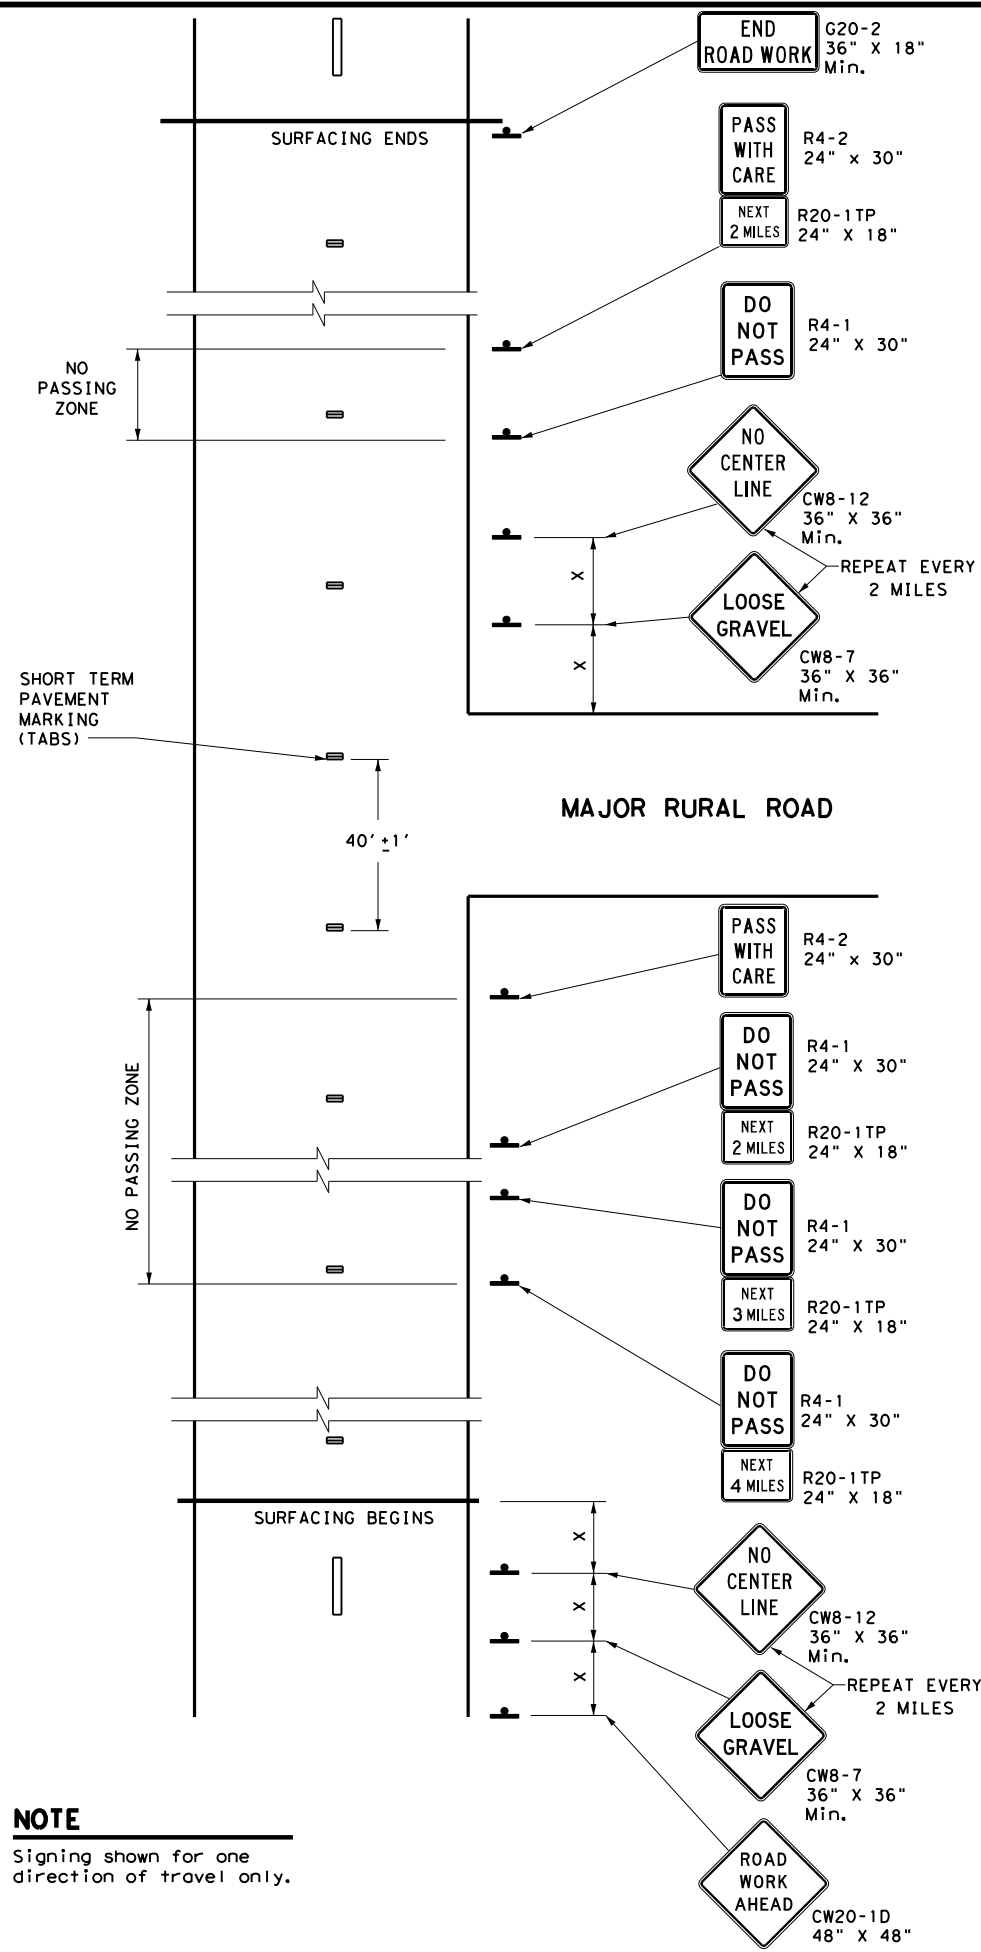 END
ROAD WORK
G20-2
36" X 18"
Min.
SURFACING ENDS
PASS
WITH
CARE
R4-2
24" x 30"
NEXT
2 MILES
R20-1TP
24" X 18"
DO
NOT
PASS
R4-1
24" X 30"
NO
PASSING
ZONE
NO
CENTER
LINE
CW8-12
36" X 36"
Min.
REPEAT EVERY
2 MILES
X
LOOSE
GRAVEL
CW8-7
36" X 36"
Min.
X
SHORT TERM
PAVEMENT
MARKING
(TABS)
MAJOR RURAL ROAD
40' ±1'
PASS
WITH
CARE
R4-2
24" x 30"
DO
NOT
PASS
R4-1
24" X 30"
NEXT
2 MILES
R20-1TP
24" X 18"
NO PASSING ZONE
DO
NOT
PASS
R4-1
24" X 30"
NEXT
3 MILES
R20-1TP
24" X 18"
DO
NOT
PASS
R4-1
24" X 30"
NEXT
4 MILES
R20-1TP
24" X 18"
SURFACING BEGINS
X
NO
CENTER
LINE
CW8-12
36" X 36"
Min.
X
REPEAT EVERY
2 MILES
X
LOOSE
GRAVEL
CW8-7
36" X 36"
Min.
ROAD
WORK
AHEAD
CW20-1D
48" X 48"
NOTE
Signing shown for one
direction of travel only.